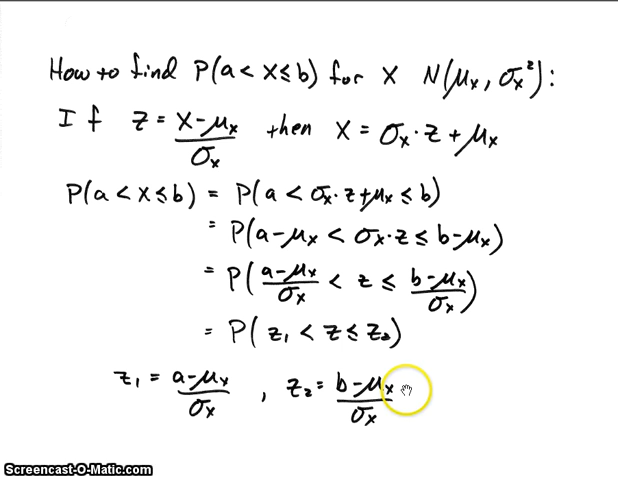 How to find P(a < X ≤ b) for X N(μx, σx²):
If z = (X-μx)/σx then X = σx·z + μx
P(a < X ≤ b) = P(a < σx·z + μx ≤ b)
= P(a-μx < σx·z ≤ b-μx)
= P((a-μx)/σx < z ≤ (b-μx)/σx)
= P(z₁ < z ≤ z₂)
z₁ = (a-μx)/σx , z₂ = (b-μx)/σx
Screencast-O-Matic.com